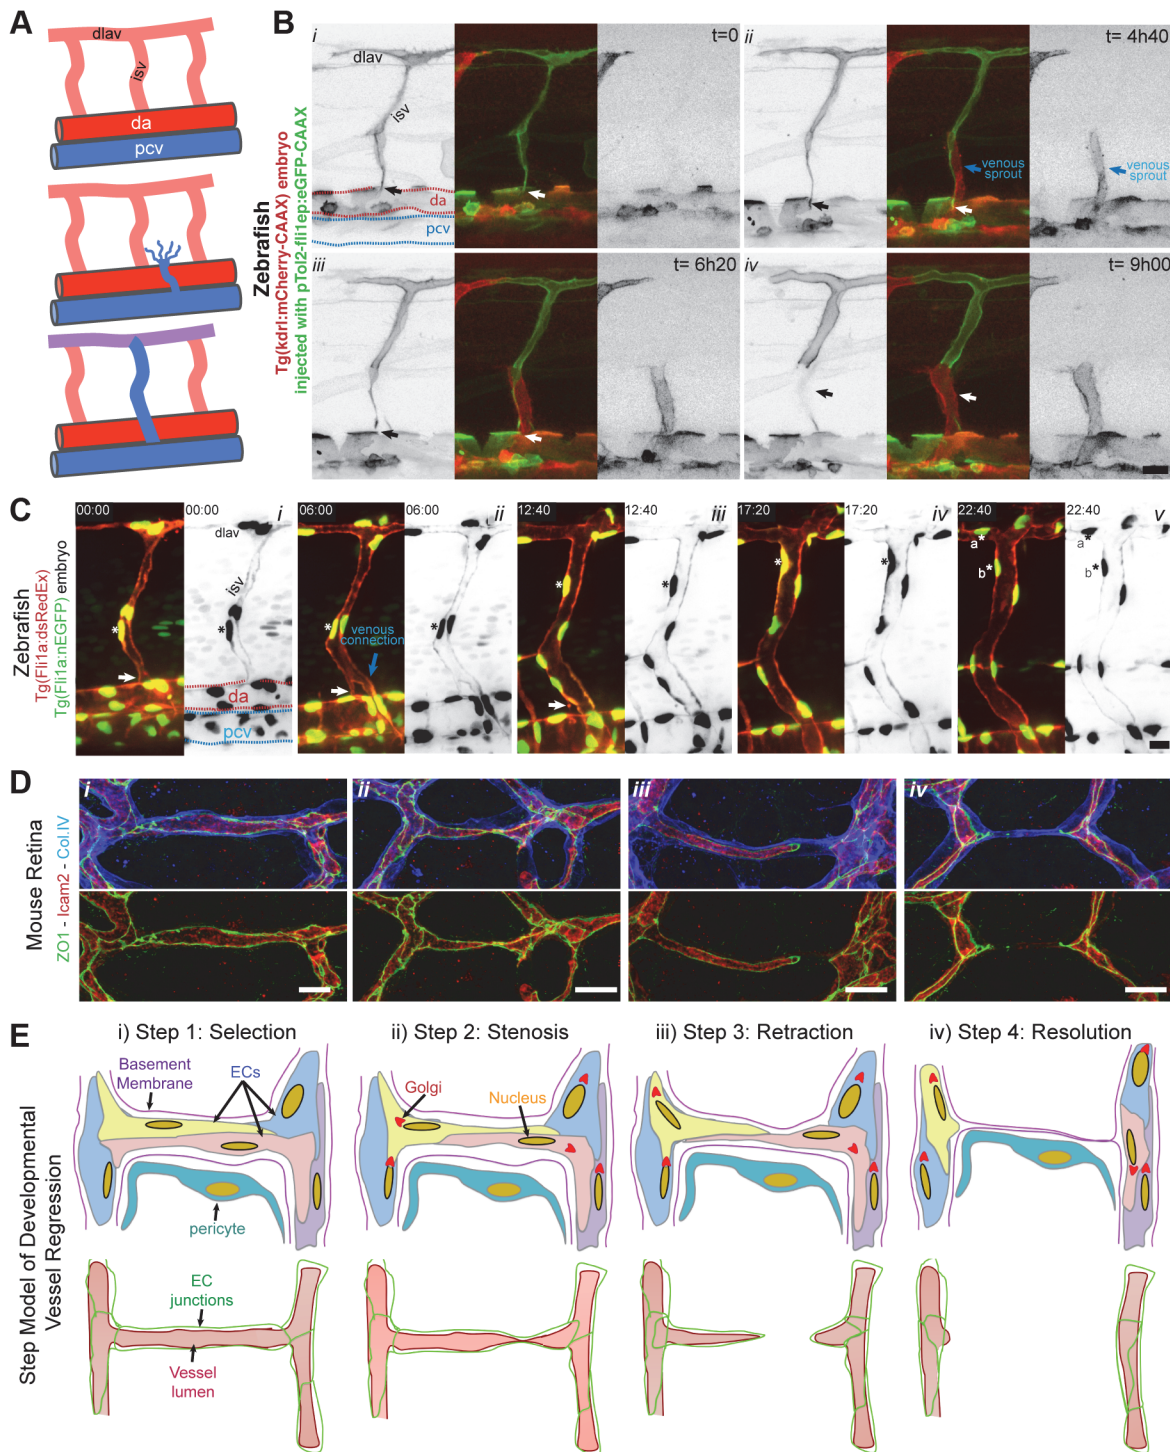 A
dlav
isv
da
pcv
B
Zebrafish
Tg(kdrl:mCherry-CAAX) embryo
injected with pTol2-fli1ep:eGFP-CAAX
i
t=0
dlav
isv
da
pcv
ii
t= 4h40
venous
sprout
venous
sprout
iii
t= 6h20
iv
t= 9h00
C
Zebrafish
Tg(Fli1a:dsRedEx)
Tg(Fli1a:nEGFP) embryo
00:00
00:00
i
dlav
isv
*
*
da
pcv
06:00
06:00
ii
*
*
venous
connection
12:40
12:40
iii
*
*
17:20
17:20
iv
*
*
22:40
22:40
v
a*
a*
b*
b*
D
Mouse Retina
ZO1 - Icam2 - Col.IV
i
ii
iii
iv
E
Step Model of Developmental
Vessel Regression
i) Step 1: Selection
ii) Step 2: Stenosis
iii) Step 3: Retraction
iv) Step 4: Resolution
Basement
Membrane
ECs
Golgi
Nucleus
pericyte
EC
junctions
Vessel
lumen